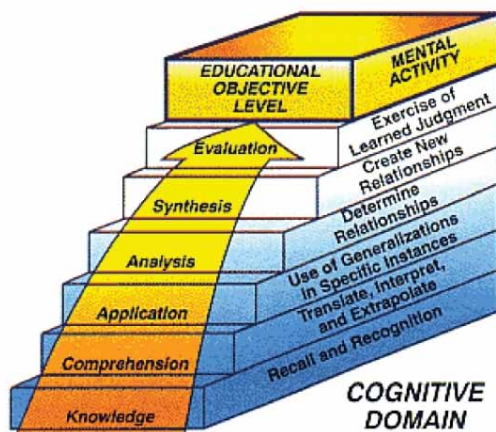 EDUCATIONAL
OBJECTIVE
LEVEL
MENTAL
ACTIVITY
Evaluation
Exercise of
Learned Judgment
Synthesis
Create New
Relationships
Analysis
Determine
Relationships
Application
Use of Generalizations
in Specific Instances
Comprehension
Translate, Interpret,
and Extrapolate
Knowledge
Recall and Recognition
COGNITIVE
DOMAIN